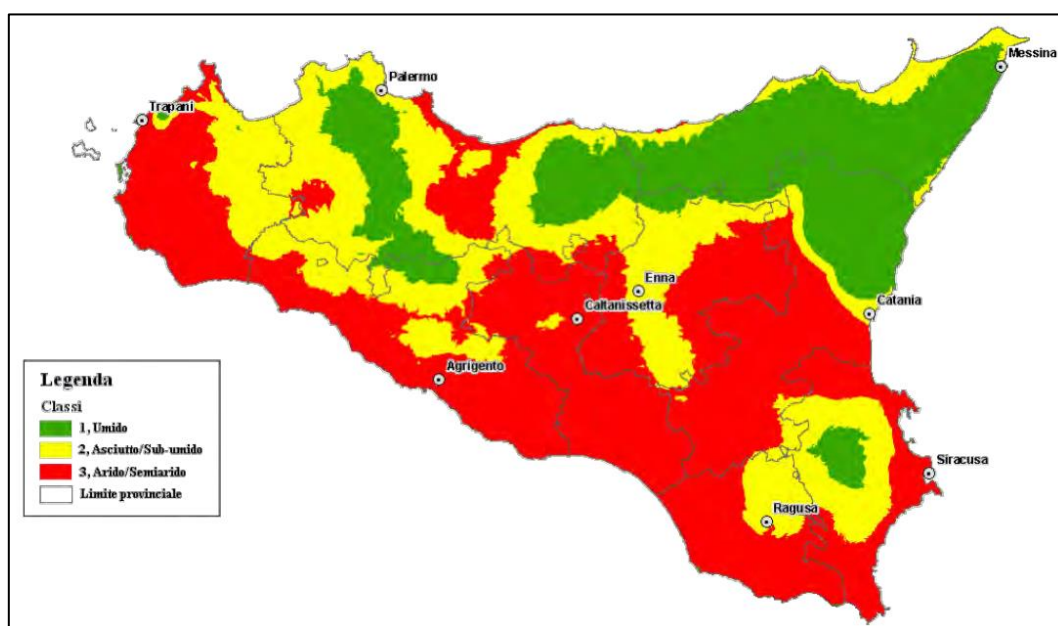 Messina
Palermo
Trapani
Enna
Caltanissetta
Catania
Agrigento
Siracusa
Ragusa
Legenda
Classi
1, Umido
2, Asciutto/Sub-umido
3, Arido/Semiarido
Limite provinciale